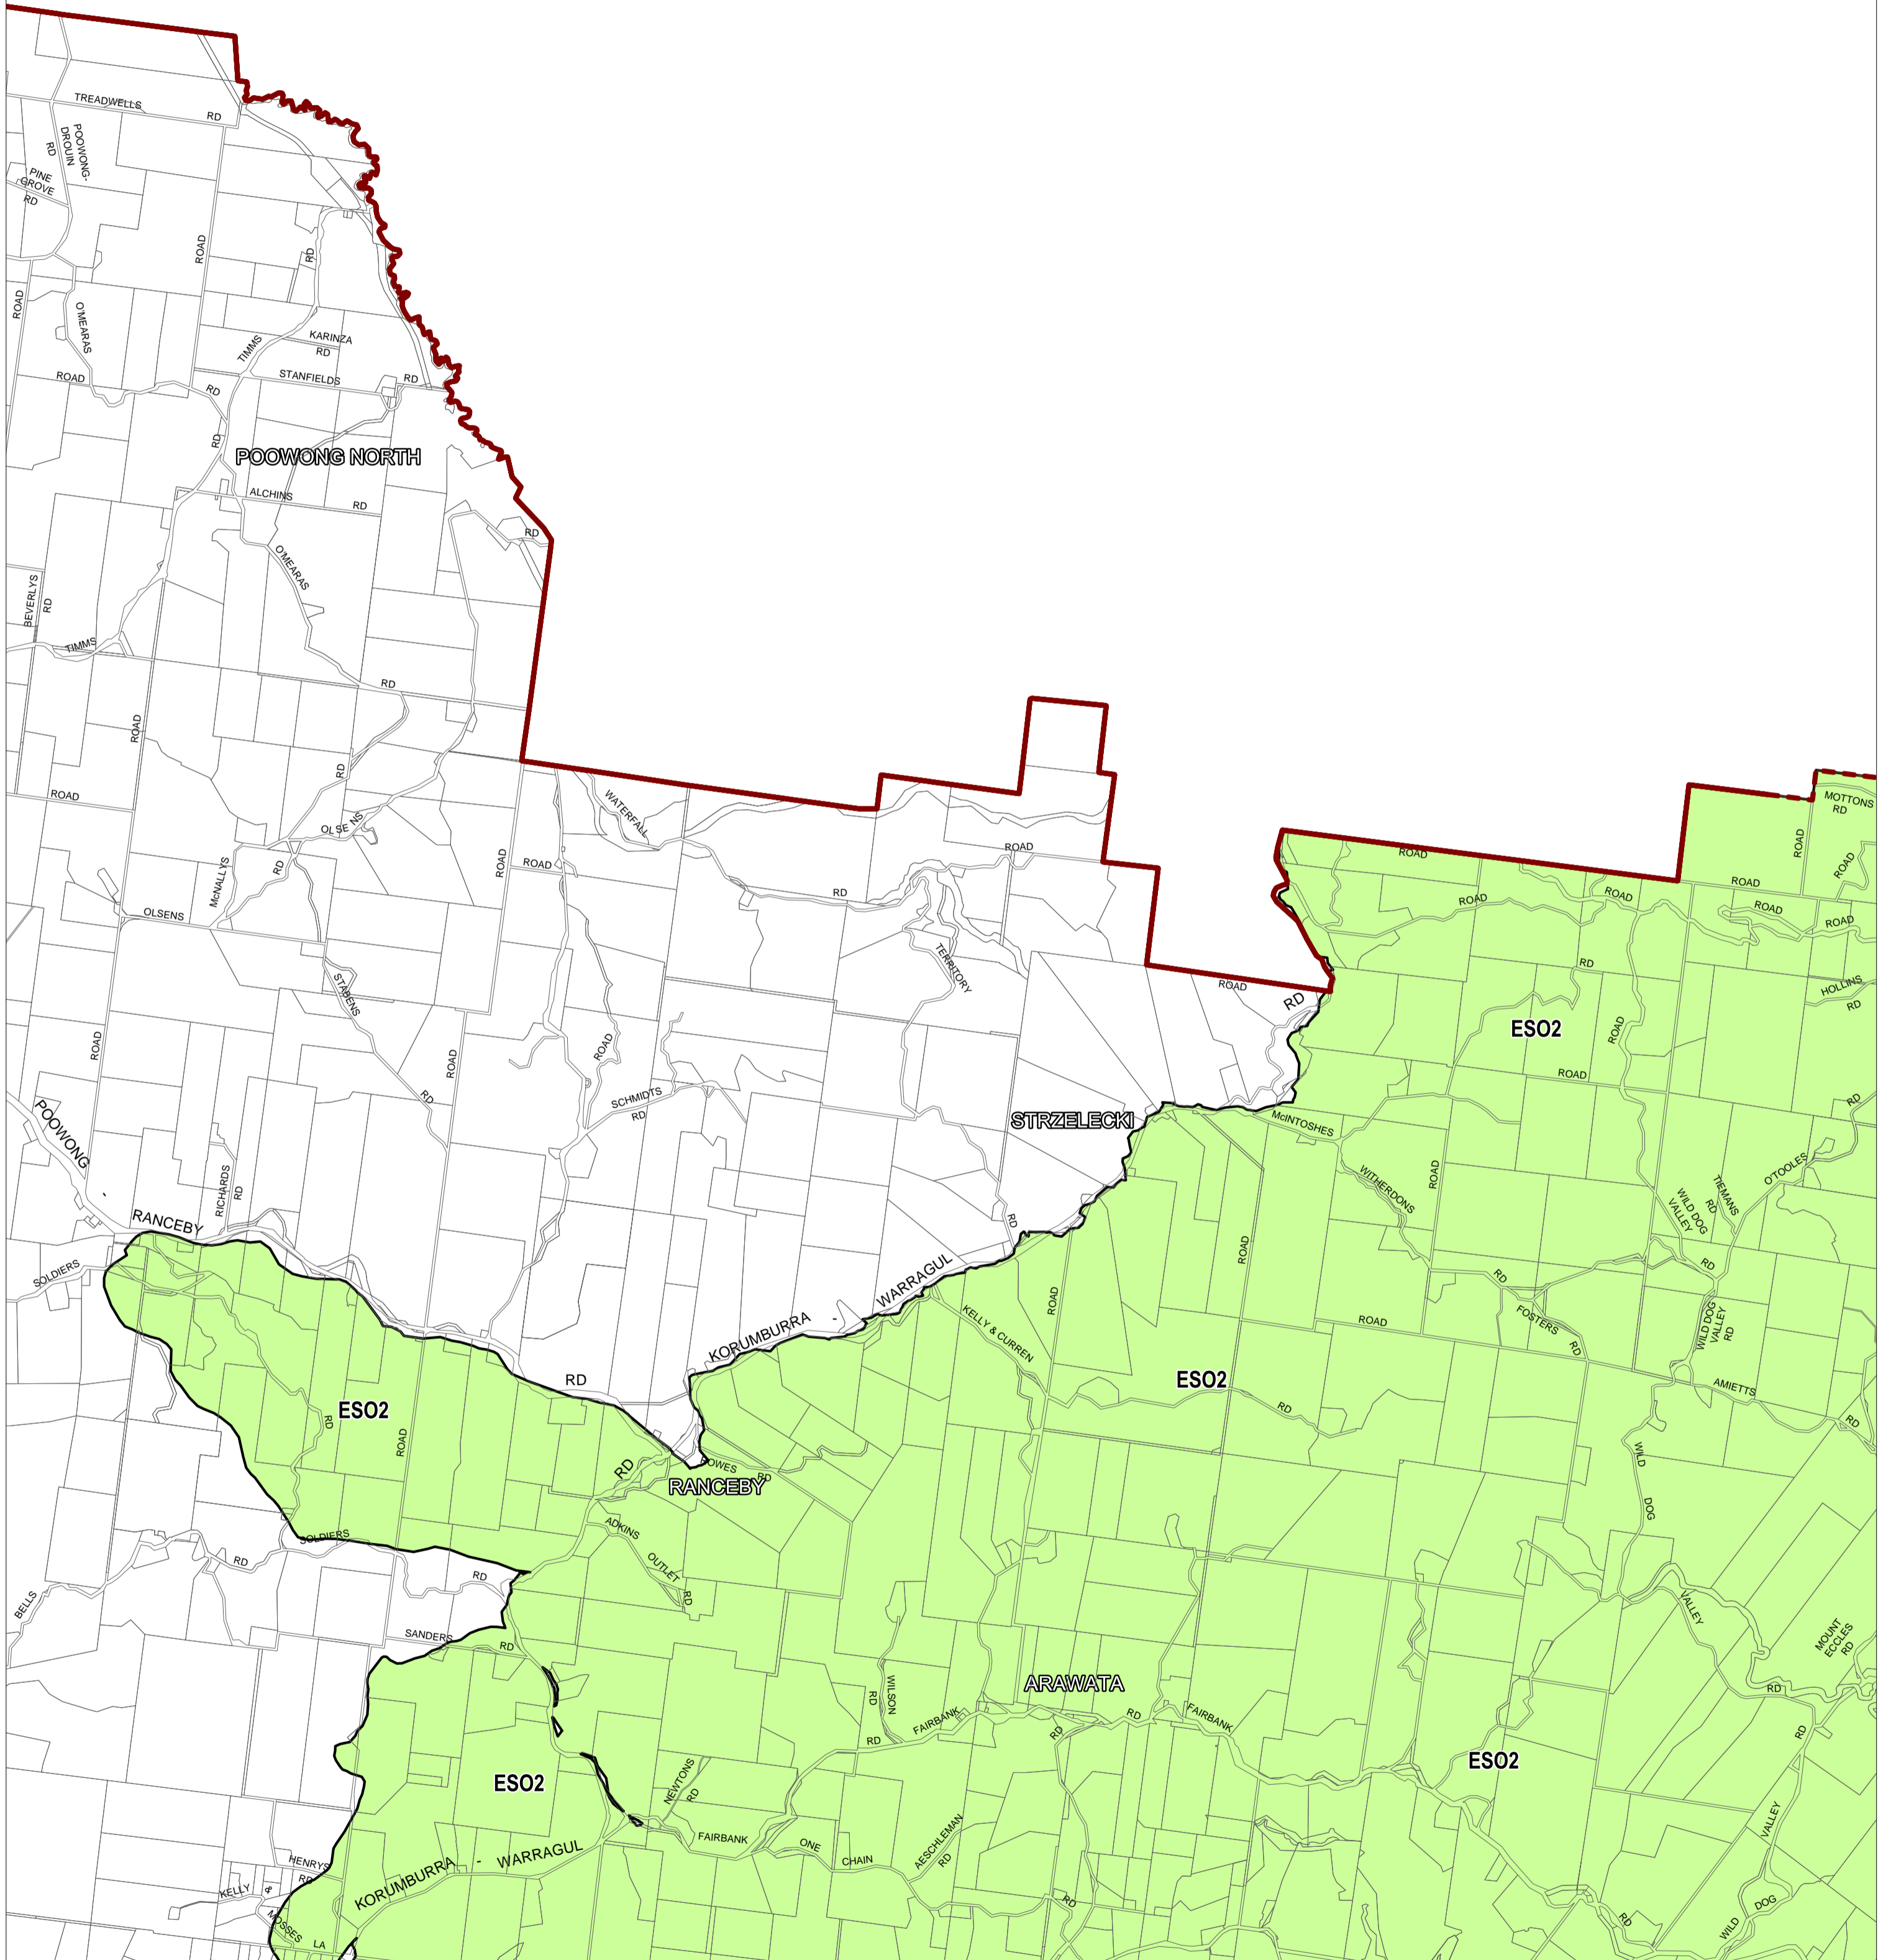 TREADWELLS
RD
POOWONG-
DROUIN
RD
PINE
GROVE
RD
ROAD
RD
ROAD
O'MEARAS
TIMMS
KARINZA
RD
ROAD
STANFIELDS
RD
RD
RD
POOWONG NORTH
ALCHINS
RD
RD
O'MEARAS
BEVERLYS
RD
TIMMS
RD
ROAD
RD
ROAD
OLSENS
WATERFALL
ROAD
ROAD
McNALLYS
RD
OLSENS
RD
ROAD
TERRITORY
STABENS
ROAD
RD
MOTTONS
RD
ROAD
ROAD
ROAD
ROAD
ROAD
ROAD
ROAD
ROAD
RD
HOLLINS
RD
ESO2
ROAD
ROAD
ROAD
ROAD
ROAD
RD
SCHMIDTS
RD
STRZELECKI
McINTOSHES
RD
POOWONG
-
RANCEBY
RICHARDS
RD
SOLDIERS
WITHERDONS
ROAD
WILD DOG
VALLEY
TIEMANS
RD
OTOOLES
RD
RD
RD
ROAD
ROAD
KORUMBURRA
-
WARRAGUL
RD
KELLY & CURREN
RD
FOSTERS
RD
ROAD
WILD DOG
VALLEY
RD
AMIETTS
RD
ESO2
ESO2
RD
ROAD
RD
RANCEBY
BOWES
RD
WILD
DOG
VALLEY
RD
ADKINS
OUTLET
RD
SOLDIERS
RD
RD
BELLS
SANDERS
RD
ARAWATA
WILSON
RD
FAIRBANK
RD
RD
RD
FAIRBANK
MOUNT
ECCLES
RD
RD
ESO2
ESO2
NEWTONS
RD
FAIRBANK
ONE
CHAIN
AESCHLEMAN
RD
RD
KORUMBURRA
-
WARRAGUL
HENRYS
RD
KELLY
&
MOSSES
LA
RD
VALLEY
DOG
WILD